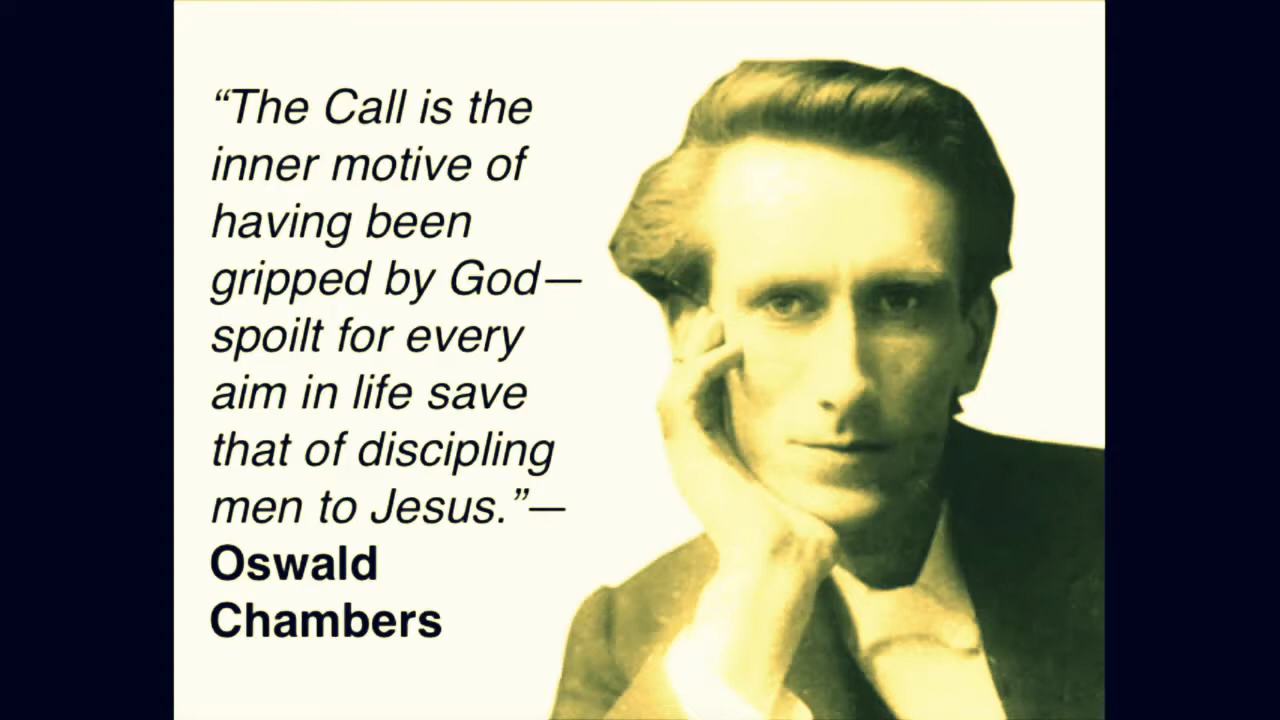 “The Call is the
inner motive of
having been
gripped by God—
spoilt for every
aim in life save
that of discipling
men to Jesus.”—
Oswald
Chambers